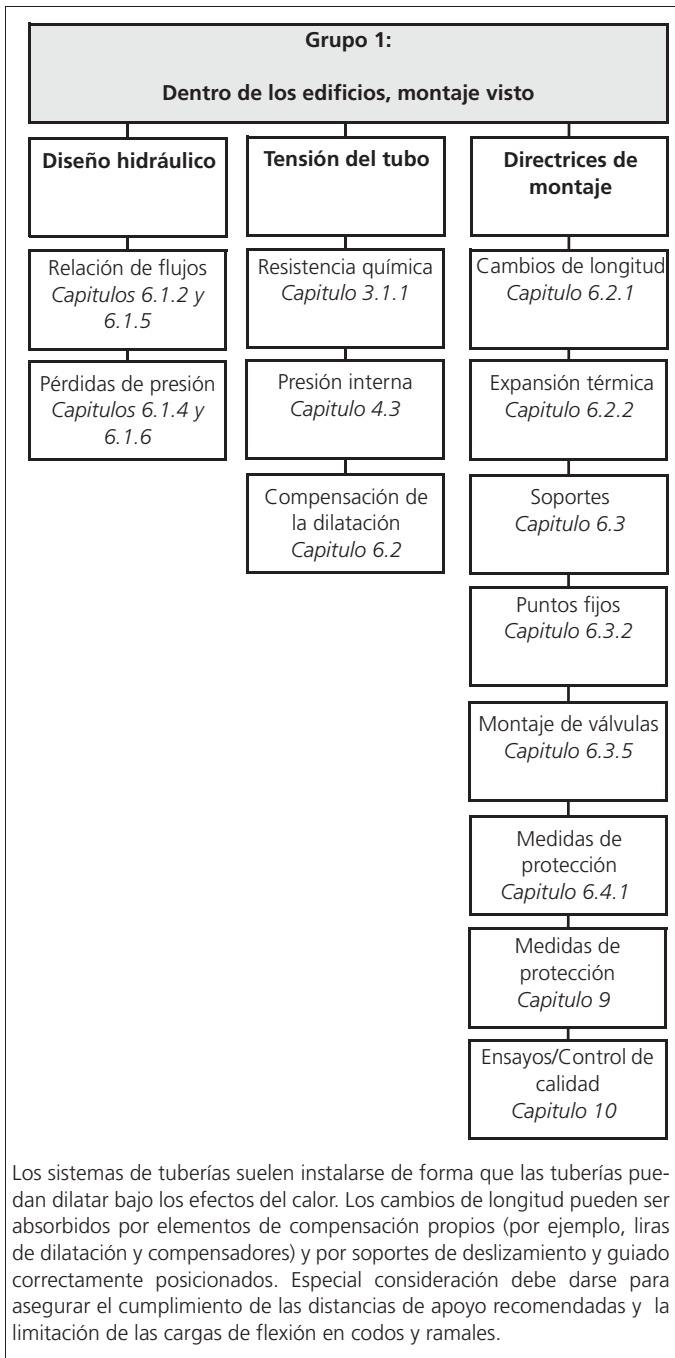 Grupo 1:
Dentro de los edificios, montaje visto
Diseño hidráulico
Relación de flujos
Capitulos 6.1.2 y
6.1.5
Pérdidas de presión
Capitulos 6.1.4 y
6.1.6
Tensión del tubo
Resistencia química
Capitulo 3.1.1
Presión interna
Capitulo 4.3
Compensación de
la dilatación
Capitulo 6.2
Directrices de
montaje
Cambios de longitud
Capitulo 6.2.1
Expansión térmica
Capitulo 6.2.2
Soportes
Capitulo 6.3
Puntos fijos
Capitulo 6.3.2
Montaje de válvulas
Capitulo 6.3.5
Medidas de
protección
Capitulo 6.4.1
Medidas de
protección
Capitulo 9
Ensayos/Control de
calidad
Capitulo 10
Los sistemas de tuberías suelen instalarse de forma que las tuberías pue-
dan dilatar bajo los efectos del calor. Los cambios de longitud pueden ser
absorbidos por elementos de compensación propios (por ejemplo, liras
de dilatación y compensadores) y por soportes de deslizamiento y guiado
correctamente posicionados. Especial consideración debe darse para
asegurar el cumplimiento de las distancias de apoyo recomendadas y la
limitación de las cargas de flexión en codos y ramales.